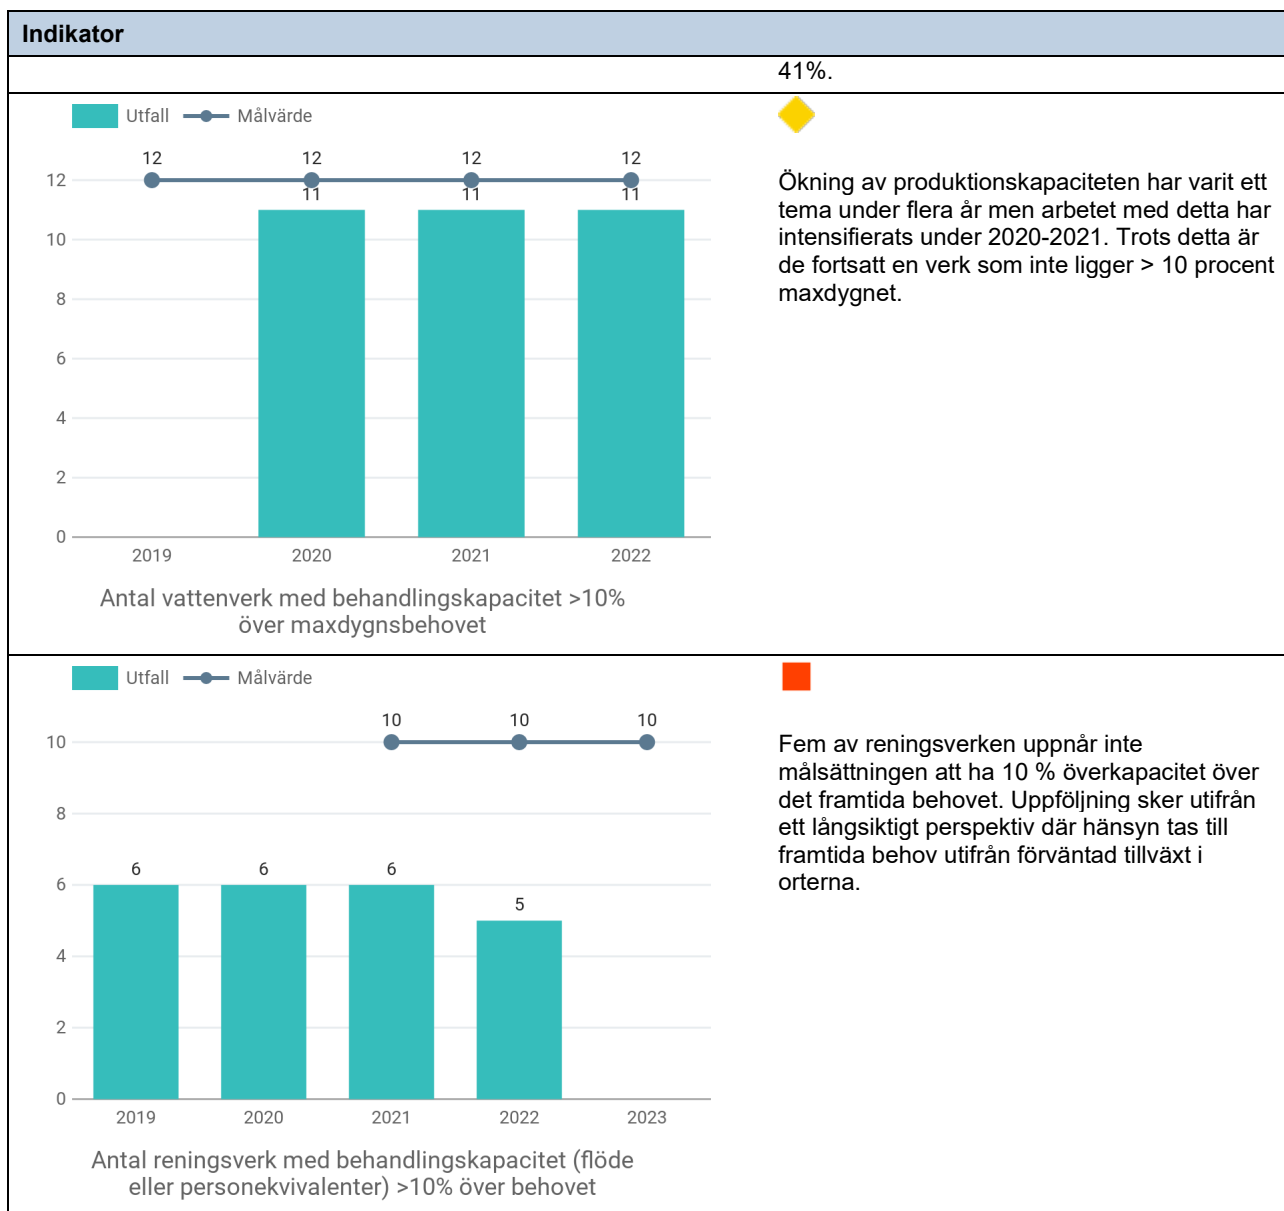 Indikator
41%.
Utfall Målvärde
12 12 12 12
12
11 11 11
10
8
6
4
2
0
2019 2020 2021 2022
Antal vattenverk med behandlingskapacitet >10%
över maxdygnsbehovet
Ökning av produktionskapaciteten har varit ett
tema under flera år men arbetet med detta har
intensifierats under 2020-2021. Trots detta är
de fortsatt en verk som inte ligger > 10 procent
maxdygnet.
Utfall Målvärde
10 10 10
10
8
6 6 6
6
5
4
2
0
2019 2020 2021 2022 2023
Antal reningsverk med behandlingskapacitet (flöde
eller personekvivalenter) >10% över behovet
Fem av reningsverken uppnår inte
målsättningen att ha 10 % överkapacitet över
det framtida behovet. Uppföljning sker utifrån
ett långsiktigt perspektiv där hänsyn tas till
framtida behov utifrån förväntad tillväxt i
orterna.